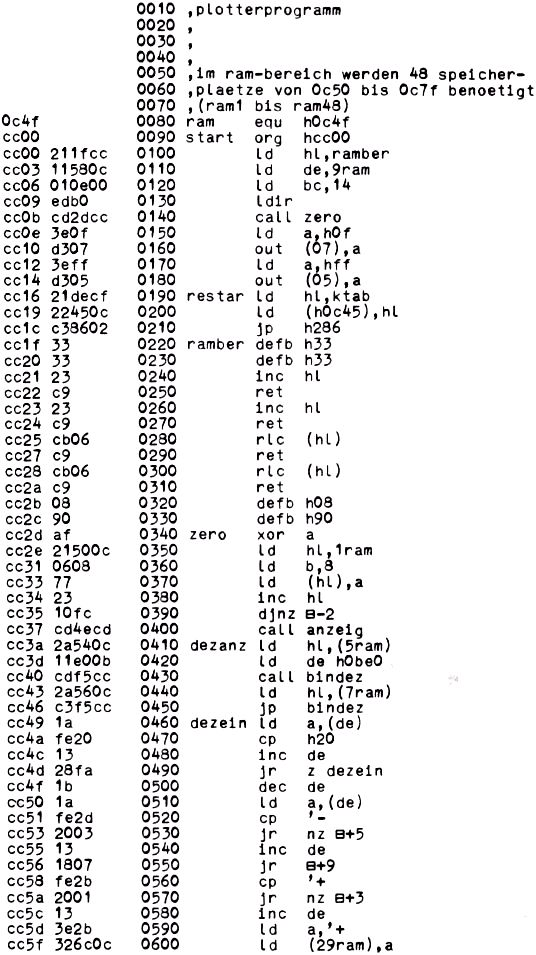 0010 ,plotterprogramm
0020 ,
0030 ,
0040 ,
0050 ,im ram-bereich werden 48 speicher-
0060 ,plaetze von 0c50 bis 0c7f benoetigt
0070 ,(ram1 bis ram48)
0c4f 0080 ram equ h0c4f
cc00 0090 start org hcc00
cc00 211fcc 0100 ld hl,ramber
cc03 11580c 0110 ld de,9ram
cc06 010e00 0120 ld bc,14
cc09 edb0 0130 ldir
cc0b cd2dcc 0140 call zero
cc0e 3e0f 0150 ld a,h0f
cc10 d307 0160 out (07),a
cc12 3eff 0170 ld a,hff
cc14 d305 0180 out (05),a
cc16 21decf 0190 restar ld hl,ktab
cc19 22450c 0200 ld (h0c45),hl
cc1c c38602 0210 jp h286
cc1f 33 0220 ramber defb h33
cc20 33 0230 defb h33
cc21 23 0240 inc hl
cc22 c9 0250 ret
cc23 23 0260 inc hl
cc24 c9 0270 ret
cc25 cb06 0280 rlc (hl)
cc27 c9 0290 ret
cc28 cb06 0300 rlc (hl)
cc2a c9 0310 ret
cc2b 08 0320 defb h08
cc2c 90 0330 defb h90
cc2d af 0340 zero xor a
cc2e 21500c 0350 ld hl,1ram
cc31 0608 0360 ld b,8
cc33 77 0370 ld (hl),a
cc34 23 0380 inc hl
cc35 10fc 0390 djnz ⊟-2
cc37 cd4ecd 0400 call anzeig
cc3a 2a540c 0410 dezanz ld hl,(5ram)
cc3d 11e00b 0420 ld de h0be0
cc40 cdf5cc 0430 call bindez
cc43 2a560c 0440 ld hl,(7ram)
cc46 c3f5cc 0450 jp bindez
cc49 1a 0460 dezein ld a,(de)
cc4a fe20 0470 cp h20
cc4c 13 0480 inc de
cc4d 28fa 0490 jr z dezein
cc4f 1b 0500 dec de
cc50 1a 0510 ld a,(de)
cc51 fe2d 0520 cp '-
cc53 2003 0530 jr nz ⊟+5
cc55 13 0540 inc de
cc56 1807 0550 jr ⊟+9
cc58 fe2b 0560 cp '+
cc5a 2001 0570 jr nz ⊟+3
cc5c 13 0580 inc de
cc5d 3e2b 0590 ld a,'+
cc5f 326c0c 0600 ld (29ram),a